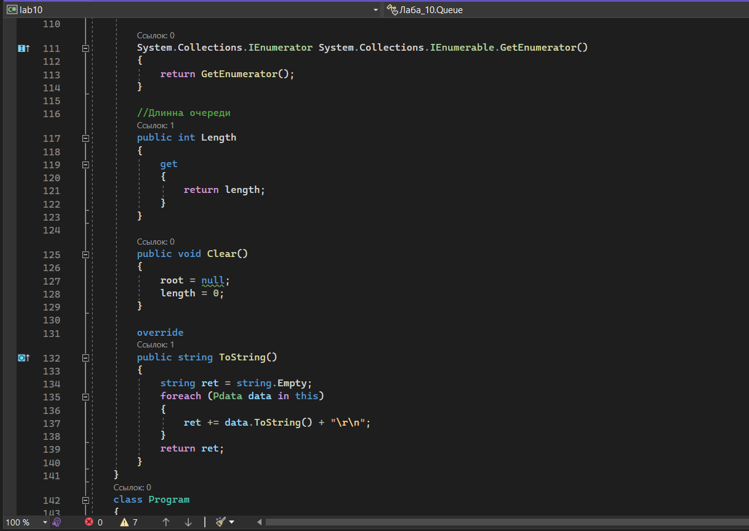 lab10 Лаба_10.Queue
110
Ссылок: 0
111 System.Collections.IEnumerator System.Collections.IEnumerable.GetEnumerator()
112 {
113 return GetEnumerator();
114 }
115
116 //Длинна очереди
Ссылок: 1
117 public int Length
118 {
119 get
120 {
121 return length;
122 }
123 }
124
Ссылок: 0
125 public void Clear()
126 {
127 root = null;
128 length = 0;
129 }
130
131 override
Ссылок: 1
132 public string ToString()
133 {
134 string ret = string.Empty;
135 foreach (Pdata data in this)
136 {
137 ret += data.ToString() + "\r\n";
138 }
139 return ret;
140 }
141 }
Ссылок: 0
142 class Program
143 {
100 % 0 7